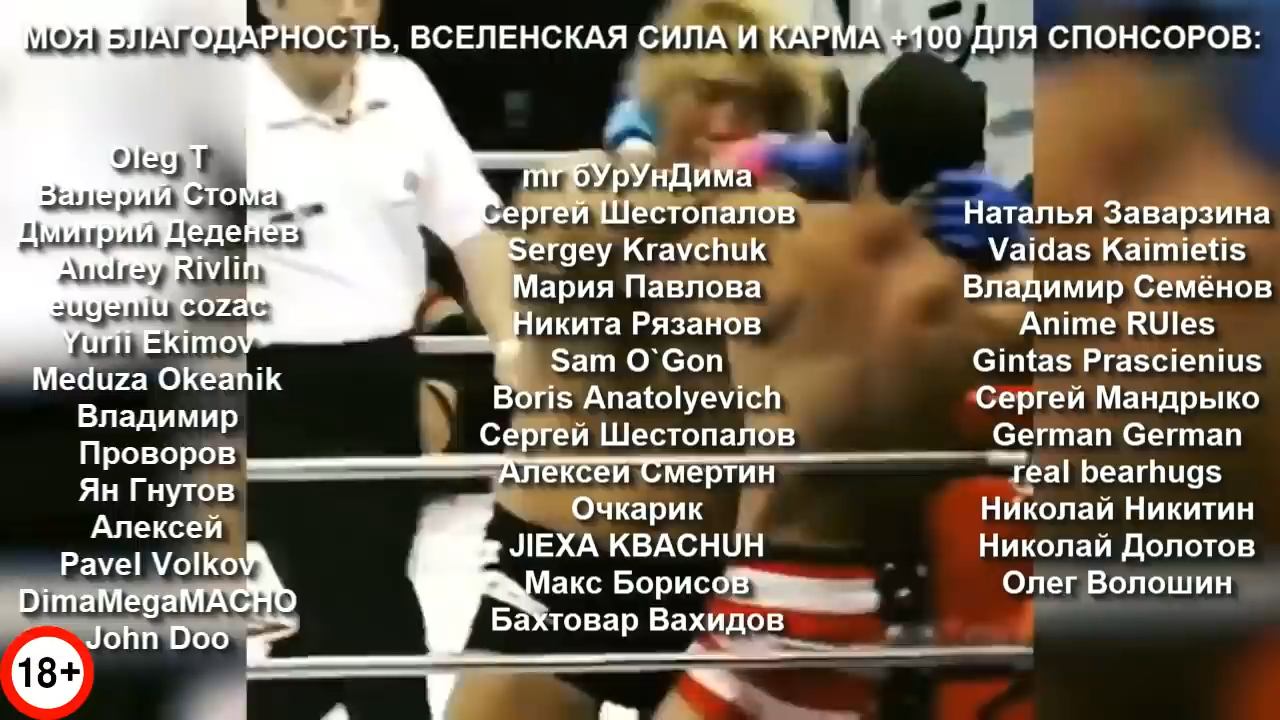 МОЯ БЛАГОДАРНОСТЬ, ВСЕЛЕНСКАЯ СИЛА И КАРМА +100 ДЛЯ СПОНСОРОВ:
Oleg T
Валерий Стома
Дмитрий Деденёв
Andrey Rivlin
eugeniu cozac
Yurii Ekimov
Meduza Okeanik
Владимир
Проворов
Ян Гнутов
Алексей
Pavel Volkov
DimaMegaMACHO
John Doo
18+
mr бУрУнДима
Сергей Шестопалов
Sergey Kravchuk
Мария Павлова
Никита Рязанов
Sam O`Gon
Boris Anatolyevich
Сергей Шестопалов
Алексей Смертин
Очкарик
JIEXA KBACHUH
Макс Борисов
Бахтовар Вахидов
Наталья Заварзина
Vaidas Kaimietis
Владимир Семёнов
Anime RUles
Gintas Prascienius
Сергей Мандрыко
German German
real bearhugs
Николай Никитин
Николай Долотов
Олег Волошин